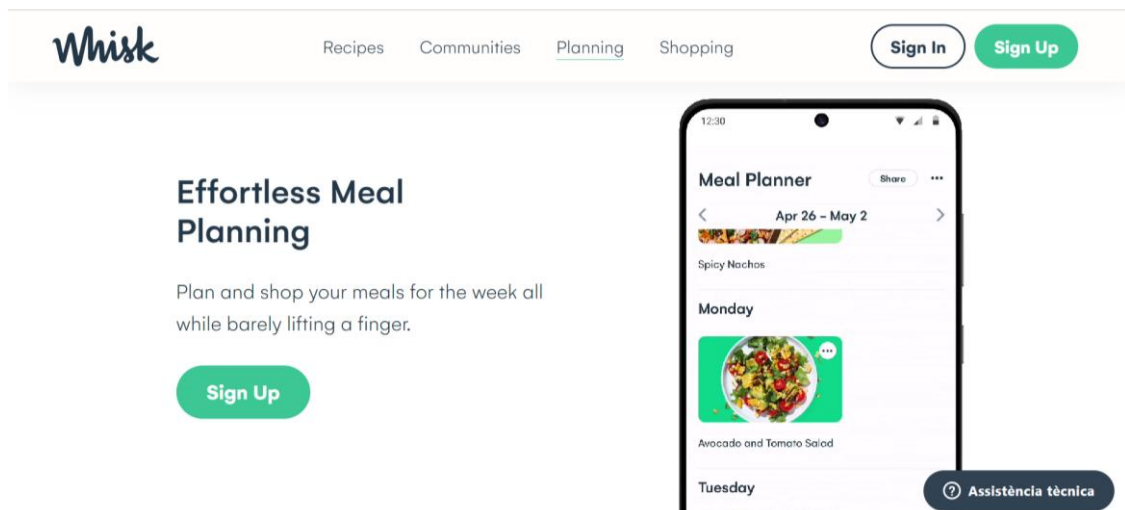 Whisk
Recipes Communities Planning Shopping
Sign In
Sign Up
Effortless Meal
Planning
Plan and shop your meals for the week all
while barely lifting a finger.
Sign Up
12:30
Meal Planner
Share
Apr 26 - May 2
Spicy Nachos
Monday
Avocado and Tomato Salad
Tuesday
Assistència tècnica